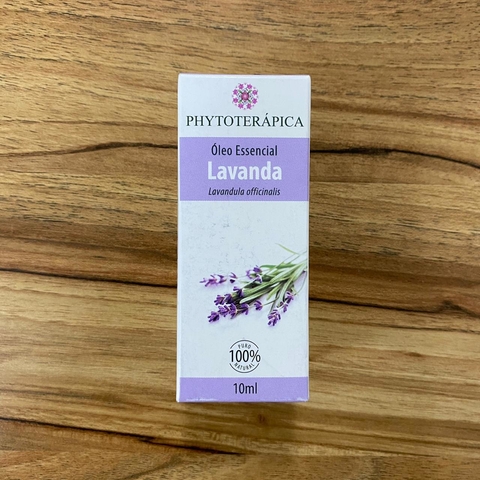 PHYTOTERÁPICA
Óleo Essencial
Lavanda
Lavandula officinalis
PURO
100%
NATURAL
10ml